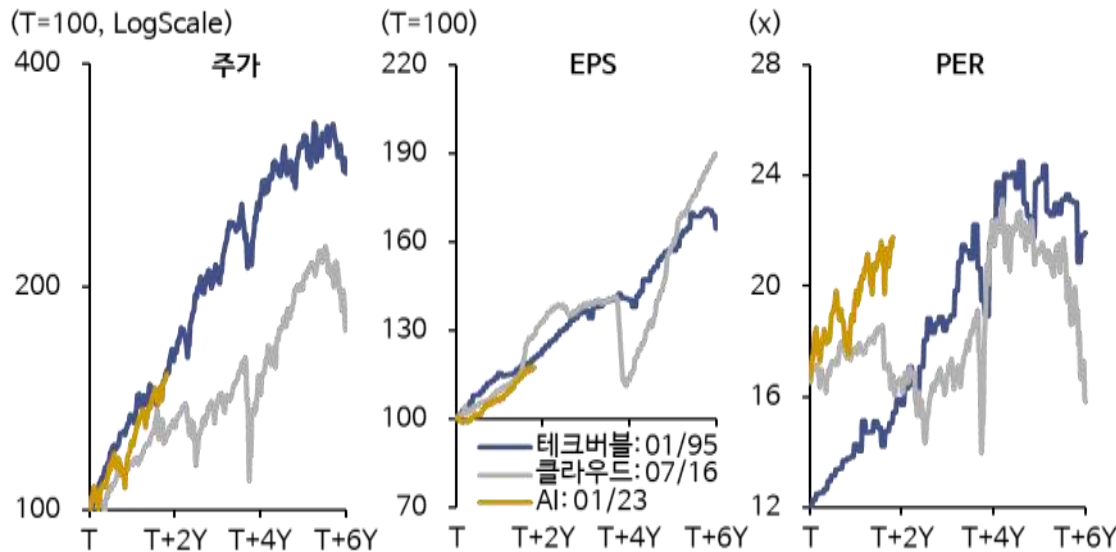 (T=100, LogScale)
주가
400
200
100
T T+2Y T+4Y T+6Y
(T=100)
EPS
220
190
160
130
100
70
테크버블: 01/95
클라우드: 07/16
AI: 01/23
T T+2Y T+4Y T+6Y
(x)
PER
28
24
20
16
12
T T+2Y T+4Y T+6Y